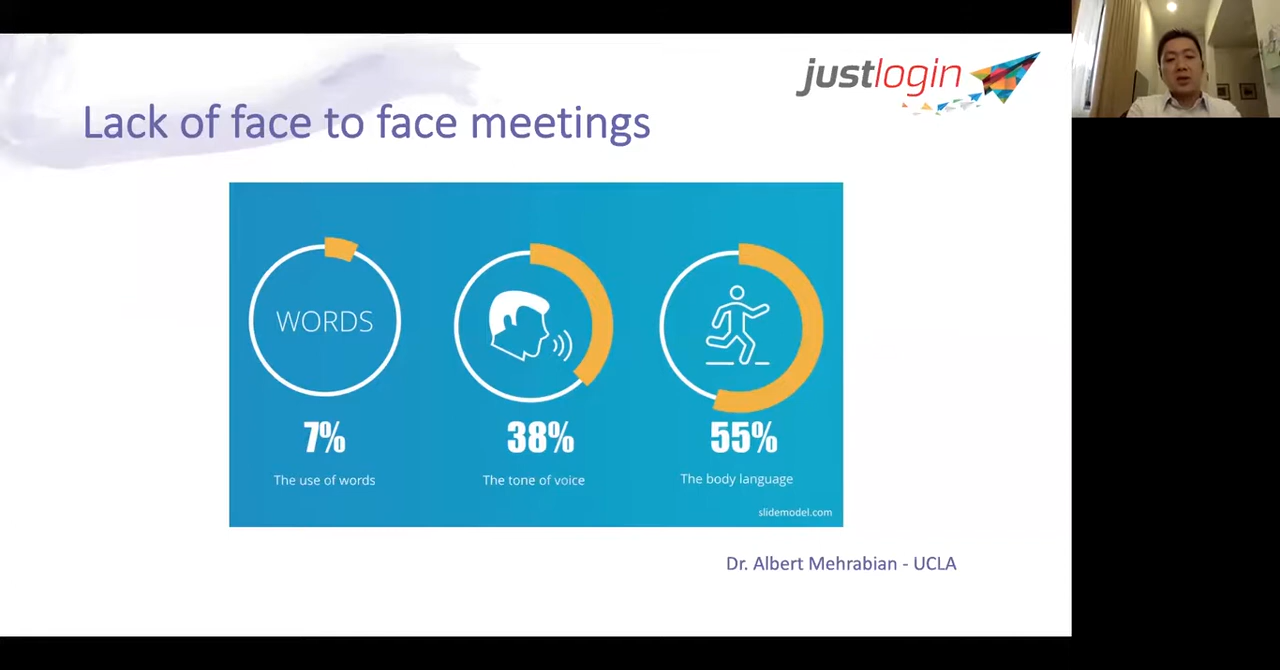 justlogin
Lack of face to face meetings
WORDS
7%
38%
55%
The use of words
The tone of voice
The body language
slidemodel.com
Dr. Albert Mehrabian - UCLA